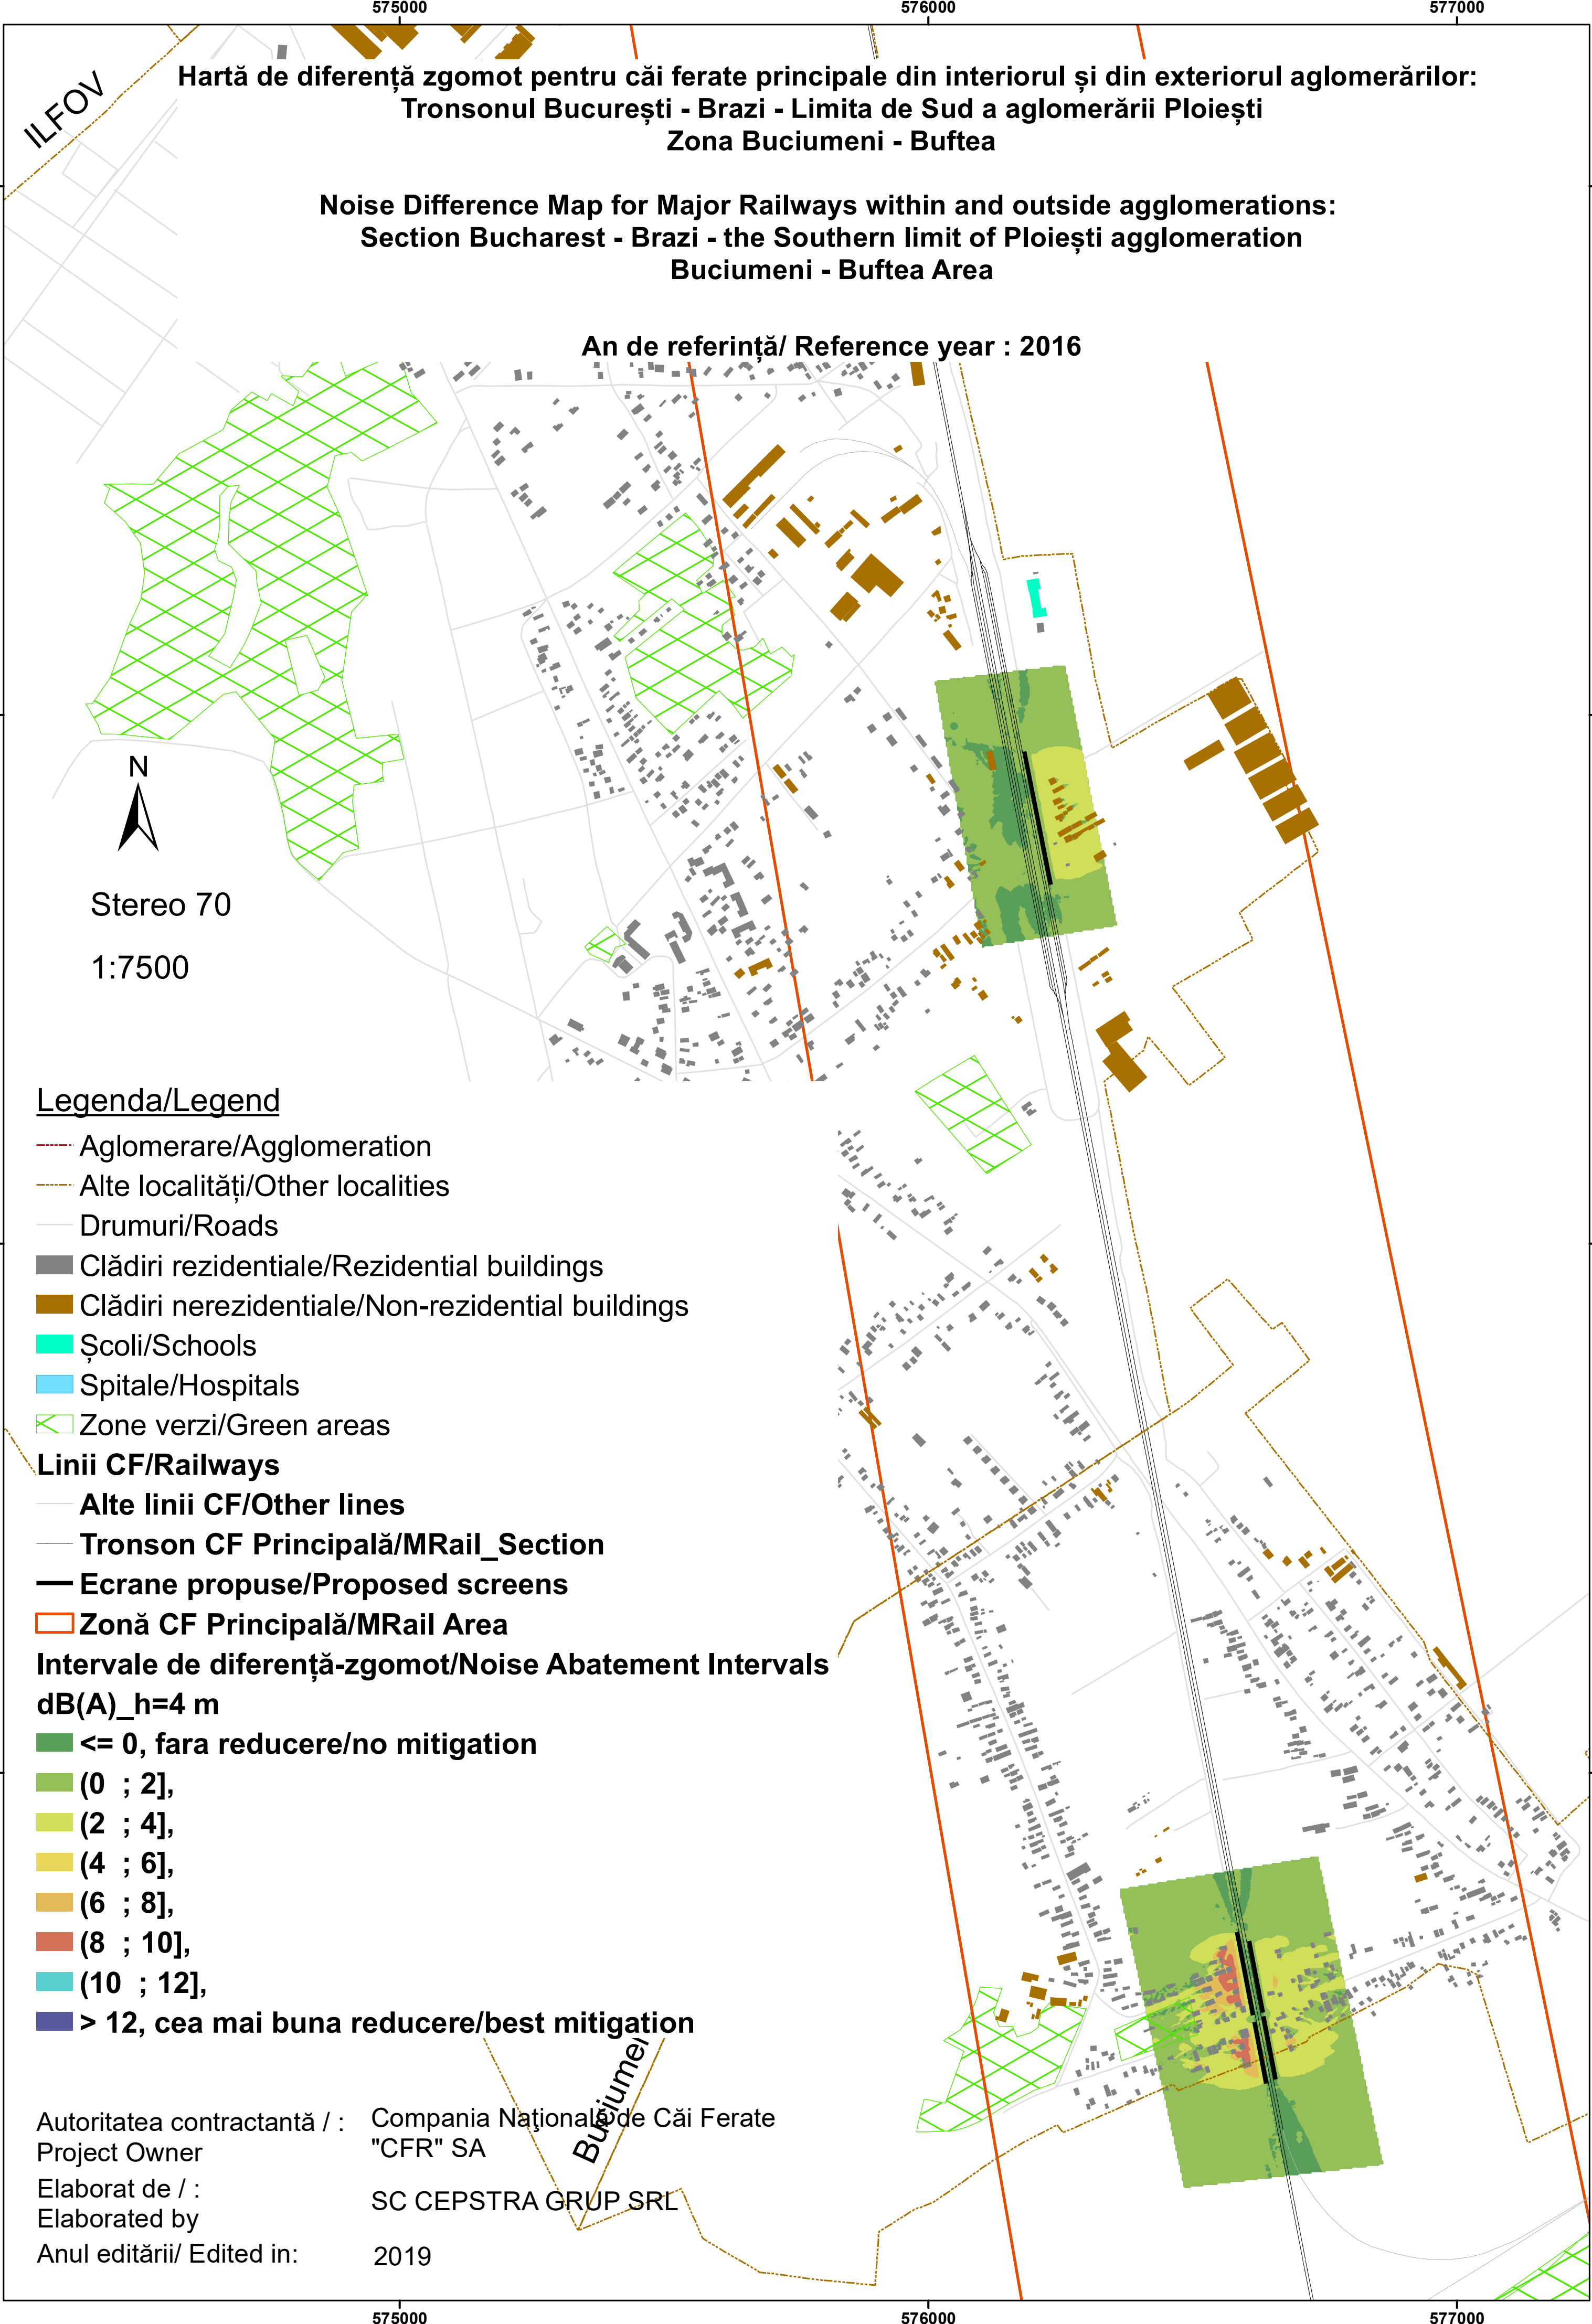 575000
576000
577000
ILFOV
Hartă de diferență zgomot pentru căi ferate principale din interiorul și din exteriorul aglomerărilor:
Tronsonul București - Brazi - Limita de Sud a aglomerării Ploiești
Zona Buciumeni - Buftea
Noise Difference Map for Major Railways within and outside agglomerations:
Section Bucharest - Brazi - the Southern limit of Ploiești agglomeration
Buciumeni - Buftea Area
An de referință/ Reference year : 2016
N
Stereo 70
1:7500
Legenda/Legend
Aglomerare/Agglomeration
Alte localități/Other localities
Drumuri/Roads
Clădiri rezidentiale/Rezidential buildings
Clădiri nerezidentiale/Non-rezidential buildings
Școli/Schools
Spitale/Hospitals
Zone verzi/Green areas
Linii CF/Railways
Alte linii CF/Other lines
Tronson CF Principală/MRail_Section
Ecrane propuse/Proposed screens
Zonă CF Principală/MRail Area
Intervale de diferență-zgomot/Noise Abatement Intervals
dB(A)_h=4 m
<= 0, fara reducere/no mitigation
(0 ; 2],
(2 ; 4],
(4 ; 6],
(6 ; 8],
(8 ; 10],
(10 ; 12],
> 12, cea mai buna reducere/best mitigation
Autoritatea contractantă / :
Project Owner
Compania Națională de Căi Ferate
"CFR" SA
Elaborat de / :
Elaborated by
SC CEPSTRA GRUP SRL
Anul editării/ Edited in:
2019
575000
576000
577000